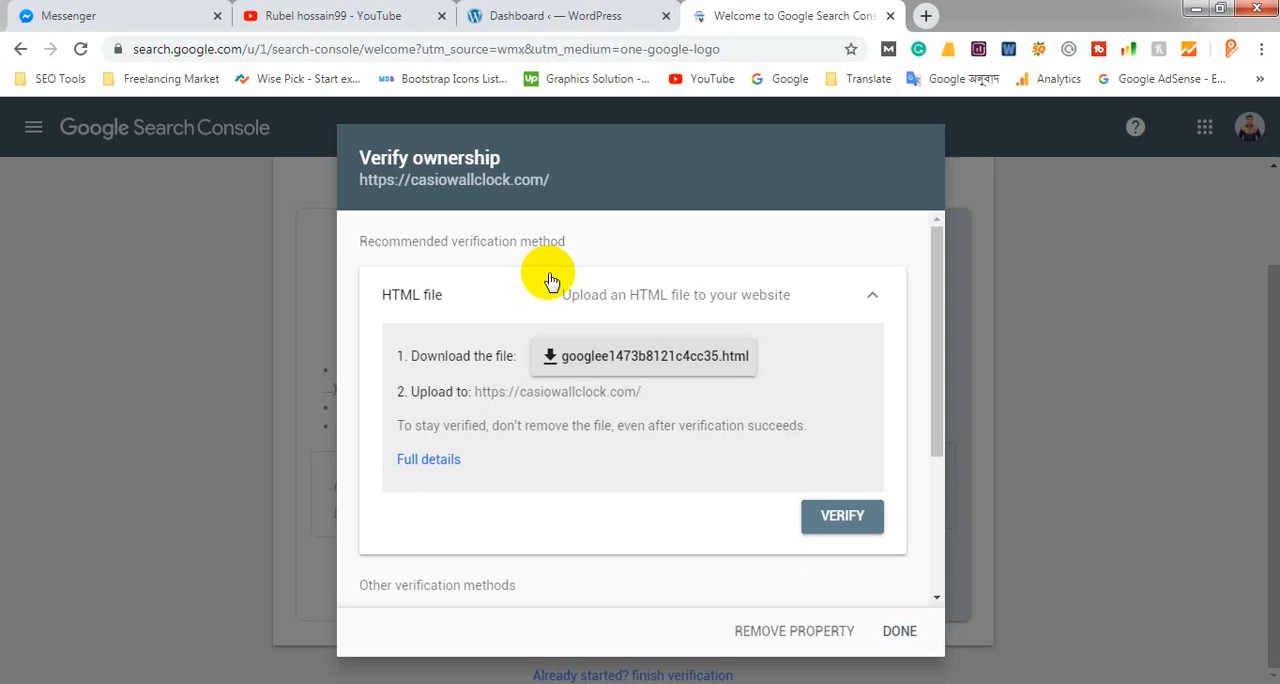 Messenger
Rubel hossain99 - YouTube
Dashboard ‹ — WordPress
Welcome to Google Search Cons
search.google.com/u/1/search-console/welcome?utm_source=wmx&utm_medium=one-google-logo
SEO Tools
Freelancing Market
Wise Pick - Start ex...
Bootstrap Icons List...
Graphics Solution -...
YouTube
Google
Translate
Google অনুবাদ
Analytics
Google AdSense - E...
Google Search Console
Verify ownership
https://casiowallclock.com/
Recommended verification method
HTML file
Upload an HTML file to your website
1. Download the file: googlee1473b8121c4cc35.html
2. Upload to: https://casiowallclock.com/
To stay verified, don't remove the file, even after verification succeeds.
Full details
VERIFY
Other verification methods
REMOVE PROPERTY DONE
Already started? finish verification